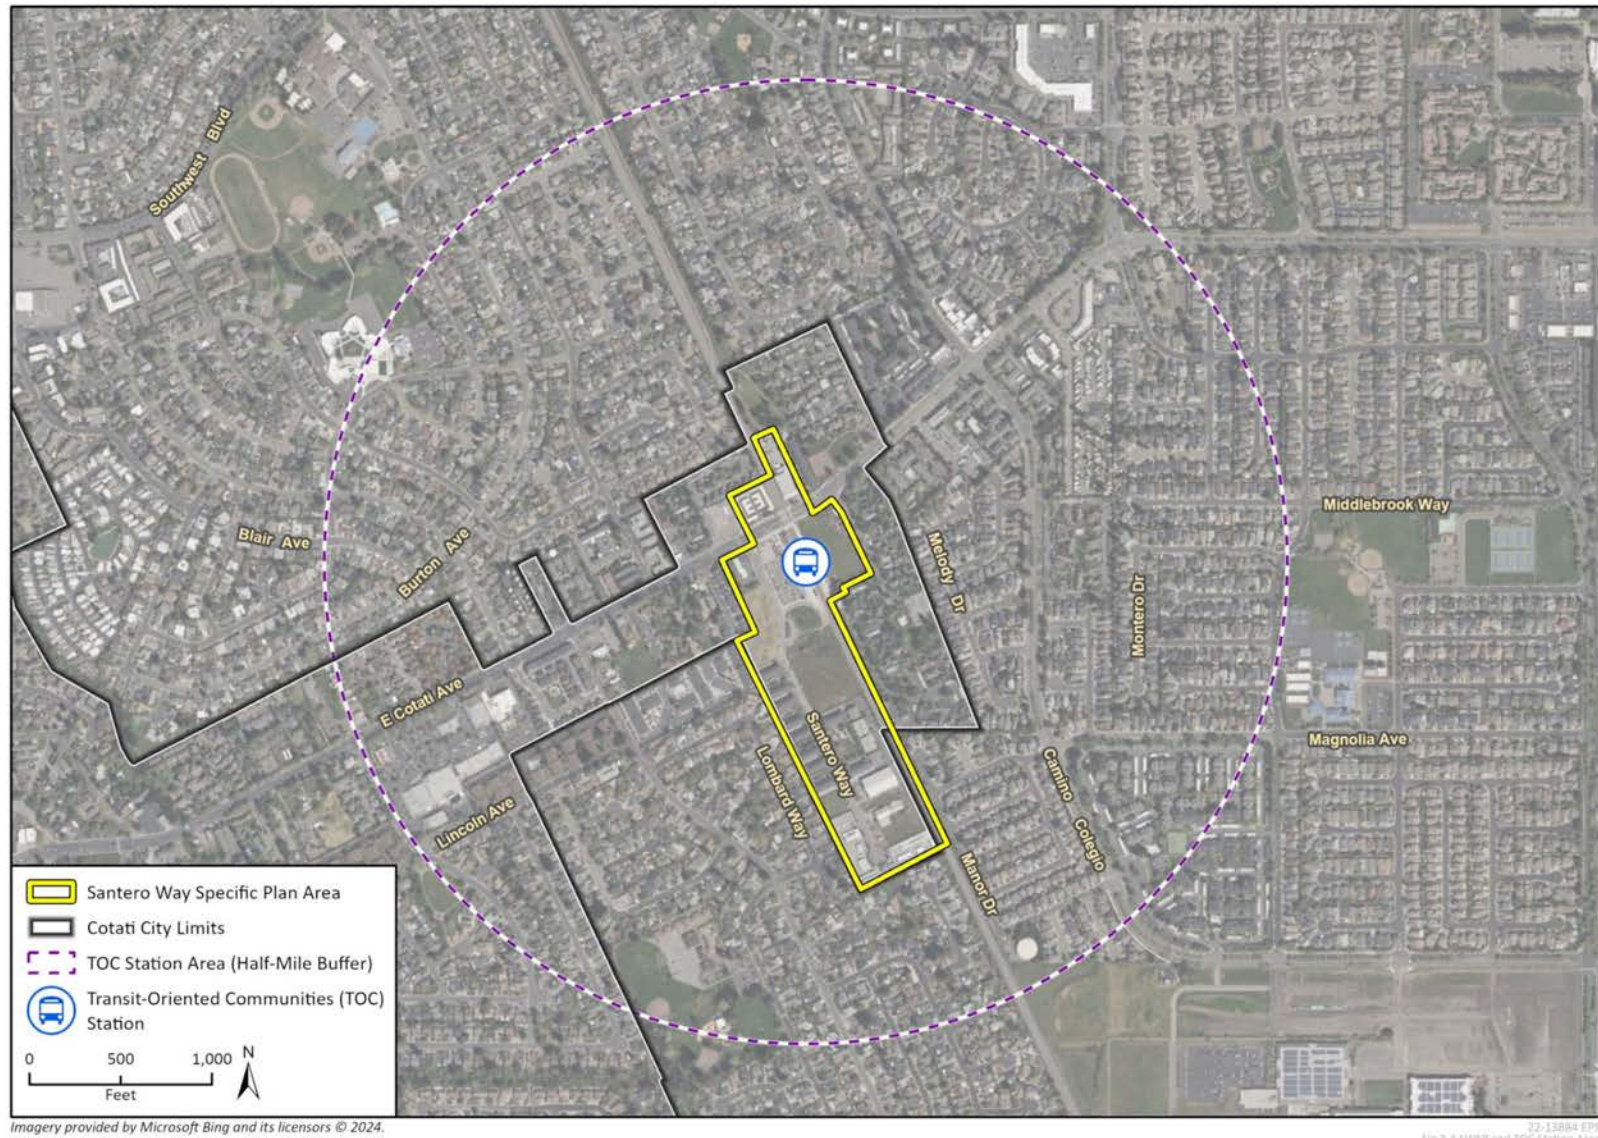 Southwest Blvd
Blair Ave
Burton Ave
Middlebrook Way
Melody Dr
Montero Dr
E Cotati Ave
Magnolia Ave
Santero Way
Lombard Way
Camino Colegio
Lincoln Ave
Manor Dr
Santero Way Specific Plan Area
Cotati City Limits
TOC Station Area (Half-Mile Buffer)
Transit-Oriented Communities (TOC)
Station
0 500 1,000 N
Feet
Imagery provided by Microsoft Bing and its licensors © 2024.
22-13884 EPS